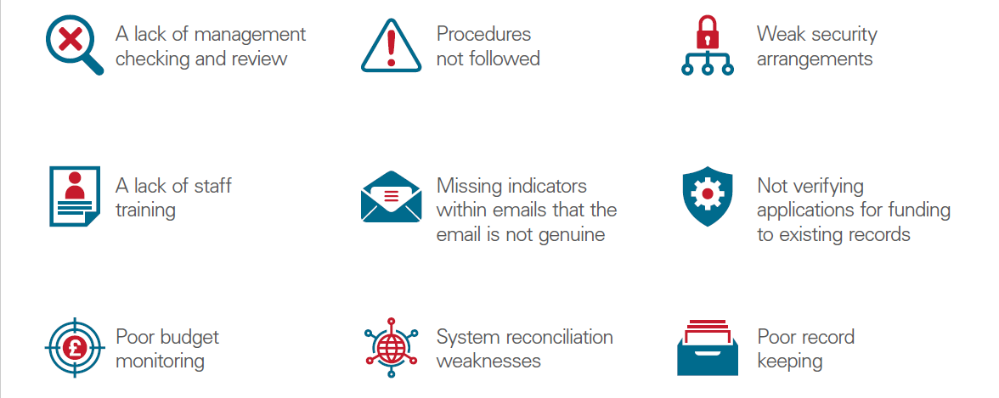 A lack of management
checking and review
Procedures
not followed
Weak security
arrangements
A lack of staff
training
Missing indicators
within emails that the
email is not genuine
Not verifying
applications for funding
to existing records
£
Poor budget
monitoring
System reconciliation
weaknesses
Poor record
keeping